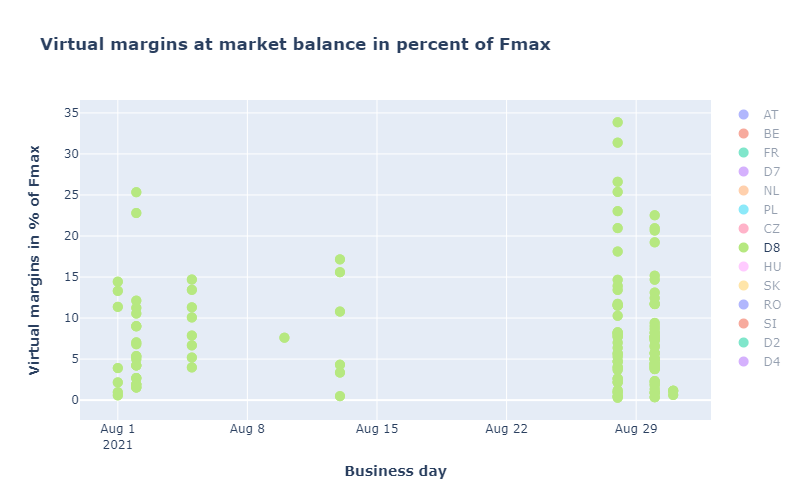 Virtual margins at market balance in percent of Fmax
Virtual margins in % of Fmax
35
30
25
20
15
10
5
0
Aug 1
2021
Aug 8
Aug 15
Aug 22
Aug 29
Business day
AT
BE
FR
D7
NL
PL
CZ
D8
HU
SK
RO
SI
D2
D4